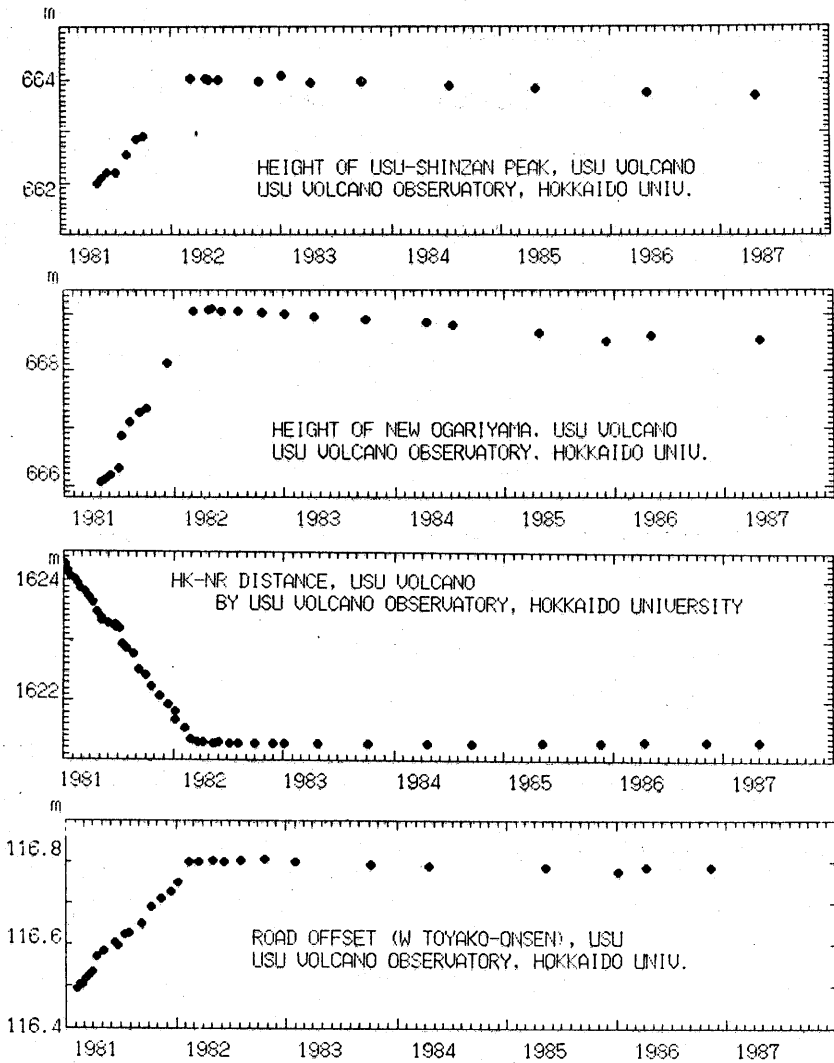 m
664
662
HEIGHT OF USU-SHINZAN PEAK, USU VOLCANO
USU VOLCANO OBSERVATORY, HOKKAIDO UNIV.
1981 1982 1983 1984 1985 1986 1987
m
668
666
HEIGHT OF NEW OGARIYAMA, USU VOLCANO
USU VOLCANO OBSERVATORY, HOKKAIDO UNIV.
1981 1982 1983 1984 1985 1986 1987
m
1624
1622
HK-NR DISTANCE, USU VOLCANO
BY USU VOLCANO OBSERVATORY, HOKKAIDO UNIVERSITY
1981 1982 1983 1984 1985 1986 1987
m
116.8
116.6
116.4
ROAD OFFSET (W TOYAKO-ONSEN), USU
USU VOLCANO OBSERVATORY, HOKKAIDO UNIV.
1981 1982 1983 1984 1985 1986 1987